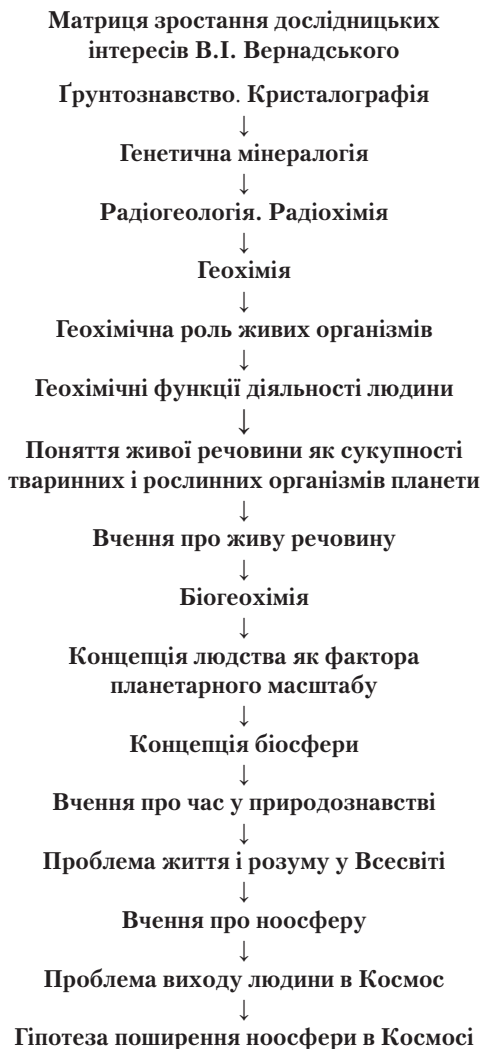 Матриця зростання дослідницьких
інтересів В.І. Вернадського
Ґрунтознавство. Кристалографія
↓
Генетична мінералогія
↓
Радіогеологія. Радіохімія
↓
Геохімія
↓
Геохімічна роль живих організмів
↓
Геохімічні функції діяльності людини
↓
Поняття живої речовини як сукупності
тваринних і рослинних організмів планети
↓
Вчення про живу речовину
↓
Біогеохімія
↓
Концепція людства як фактора
планетарного масштабу
↓
Концепція біосфери
↓
Вчення про час у природознавстві
↓
Проблема життя і розуму у Всесвіті
↓
Вчення про ноосферу
↓
Проблема виходу людини в Космос
↓
Гіпотеза поширення ноосфери в Космосі